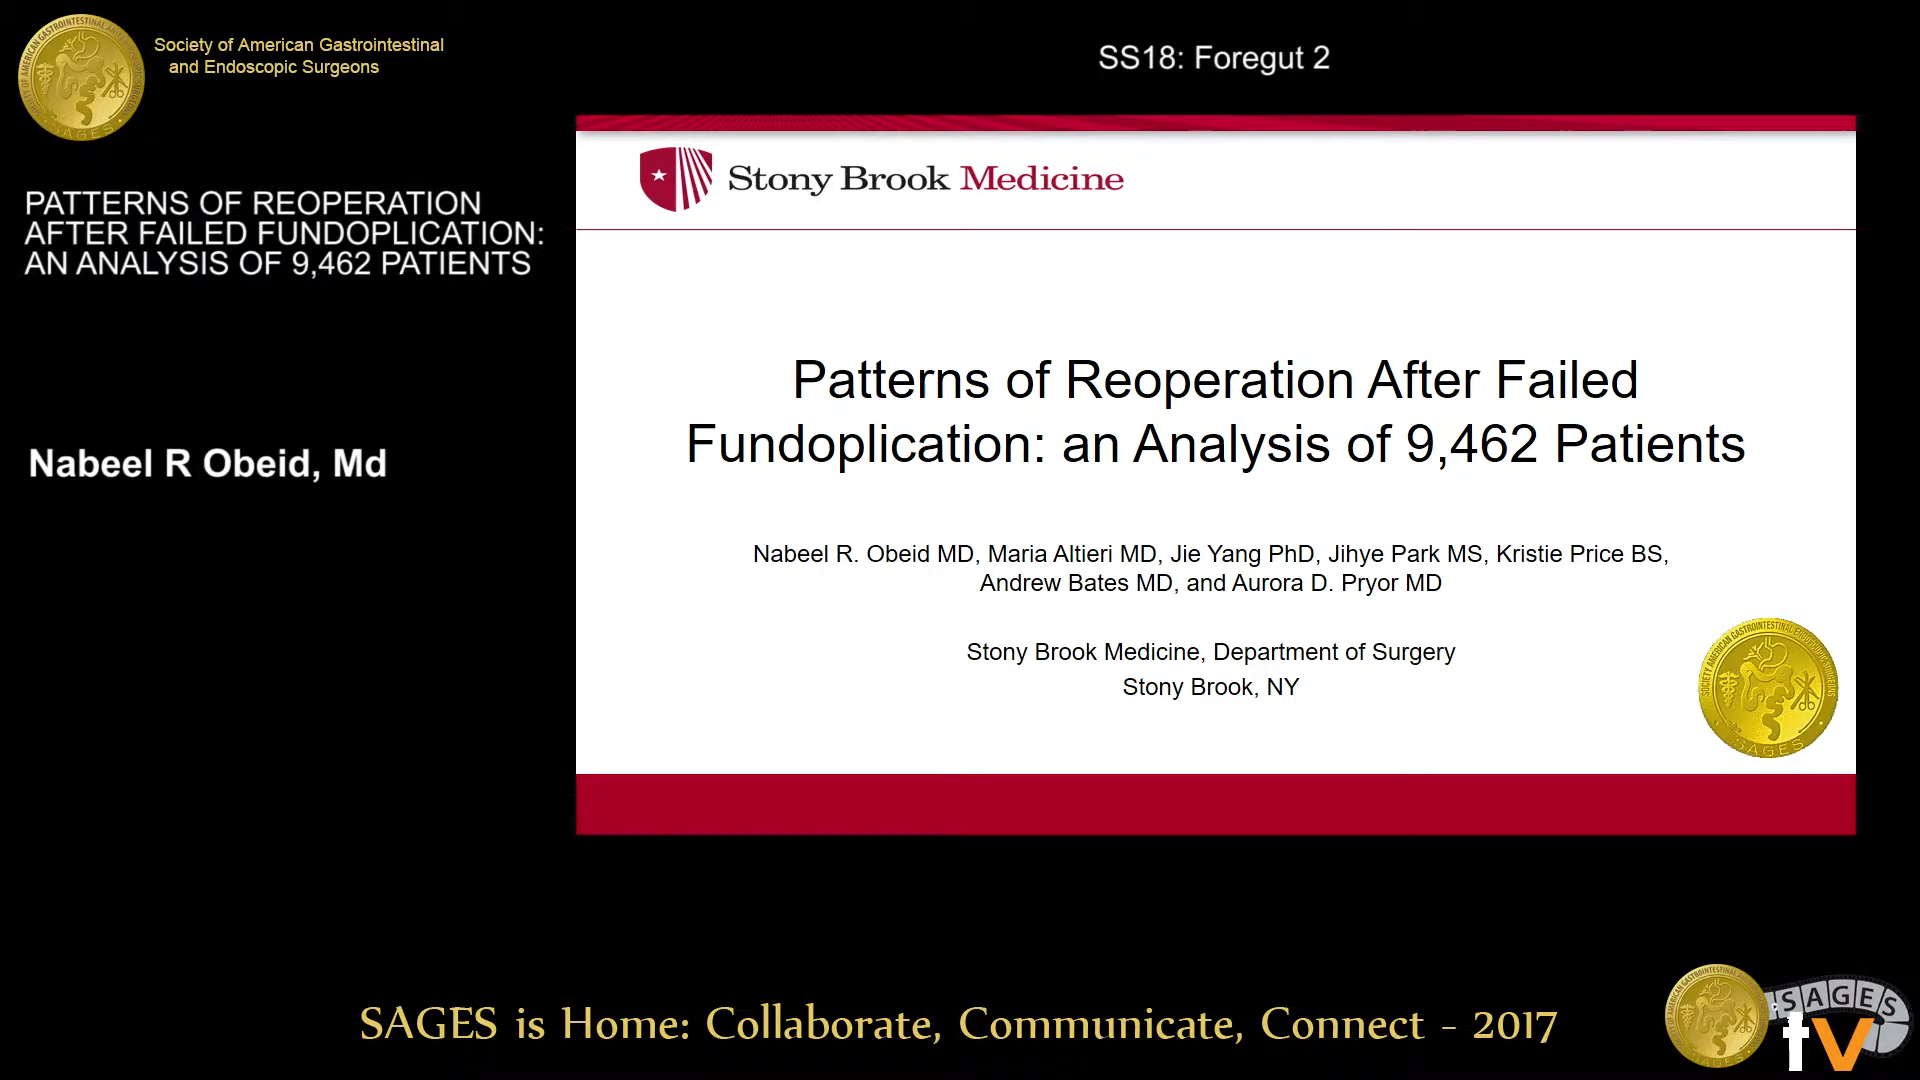 Society of American Gastrointestinal
and Endoscopic Surgeons
SS18: Foregut 2
PATTERNS OF REOPERATION
AFTER FAILED FUNDOPLICATION:
AN ANALYSIS OF 9,462 PATIENTS
Nabeel R Obeid, Md
Stony Brook Medicine
Patterns of Reoperation After Failed
Fundoplication: an Analysis of 9,462 Patients
Nabeel R. Obeid MD, Maria Altieri MD, Jie Yang PhD, Jihye Park MS, Kristie Price BS,
Andrew Bates MD, and Aurora D. Pryor MD
Stony Brook Medicine, Department of Surgery
Stony Brook, NY
SAGES
SAGES is Home: Collaborate, Communicate, Connect - 2017
SAGES
tv